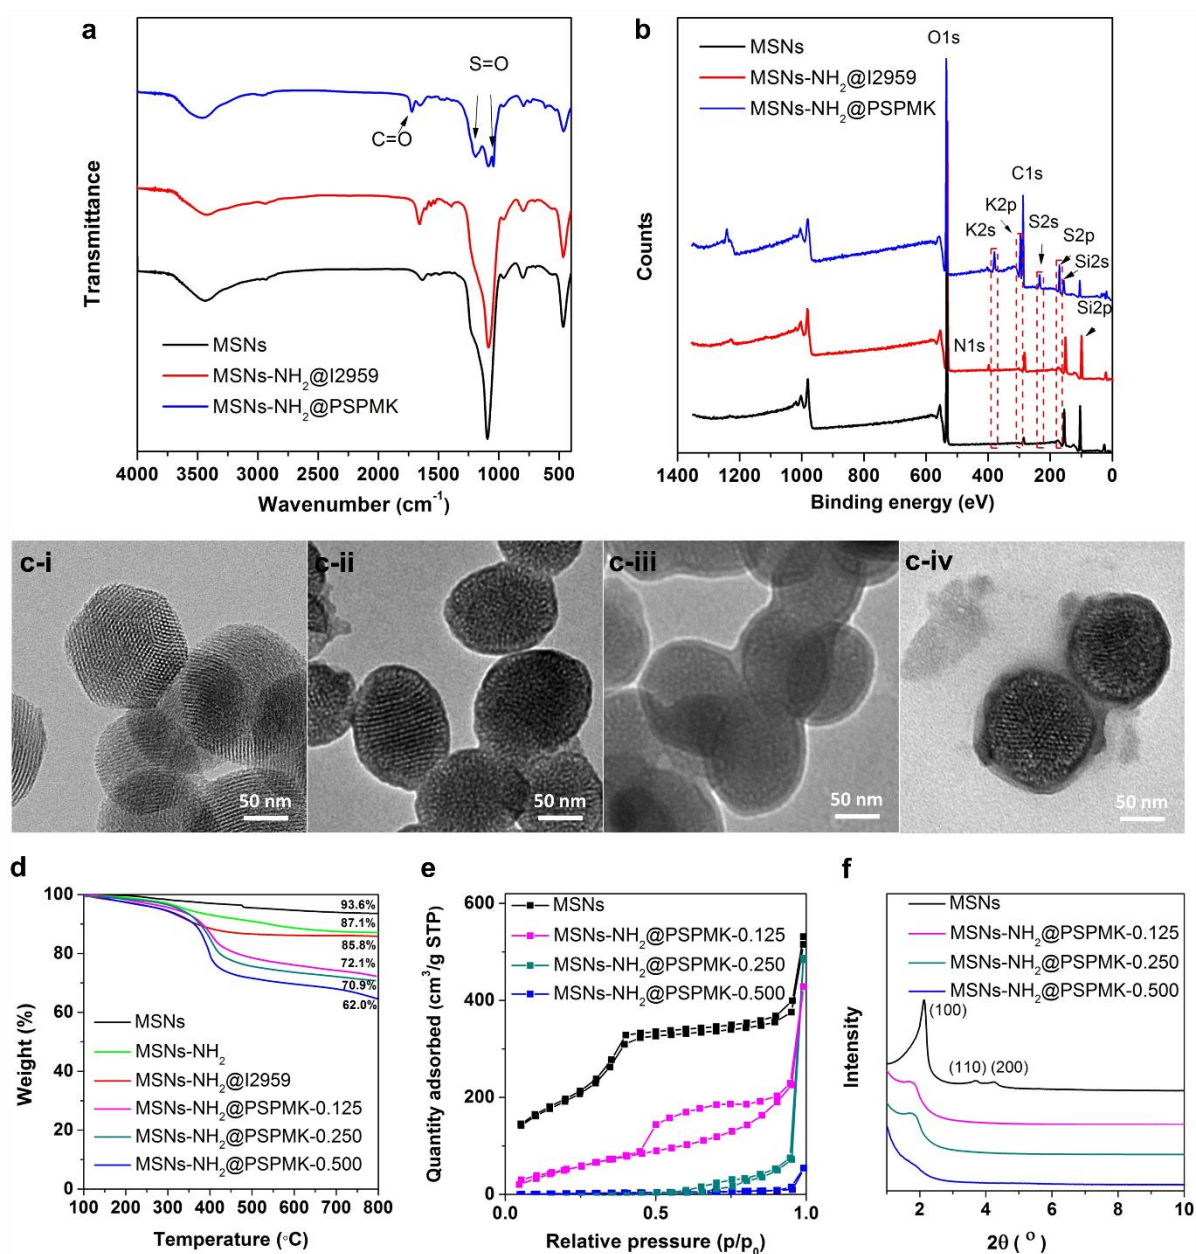 a
S=O
C=O
Transmittance
MSNs
MSNs-NH2@I2959
MSNs-NH2@PSPMK
4000 3500 3000 2500 2000 1500 1000 500
Wavenumber (cm-1)
b
MSNs
MSNs-NH2@I2959
MSNs-NH2@PSPMK
O1s
C1s
K2p
K2s
S2s
S2p
Si2s
Si2p
N1s
Counts
1400 1200 1000 800 600 400 200 0
Binding energy (eV)
c-i
50 nm
c-ii
50 nm
c-iii
50 nm
c-iv
50 nm
d
100
80
60
40
20
0
93.6%
87.1%
85.8%
72.1%
70.9%
62.0%
Weight (%)
MSNs
MSNs-NH2
MSNs-NH2@I2959
MSNs-NH2@PSPMK-0.125
MSNs-NH2@PSPMK-0.250
MSNs-NH2@PSPMK-0.500
100 200 300 400 500 600 700 800
Temperature (◦C)
e
600
400
200
0
Quantity adsorbed (cm3/g STP)
MSNs
MSNs-NH2@PSPMK-0.125
MSNs-NH2@PSPMK-0.250
MSNs-NH2@PSPMK-0.500
0.0 0.5 1.0
Relative pressure (p/p0)
f
MSNs
MSNs-NH2@PSPMK-0.125
MSNs-NH2@PSPMK-0.250
MSNs-NH2@PSPMK-0.500
(100)
(110) (200)
Intensity
2 4 6 8 10
2θ ( O )